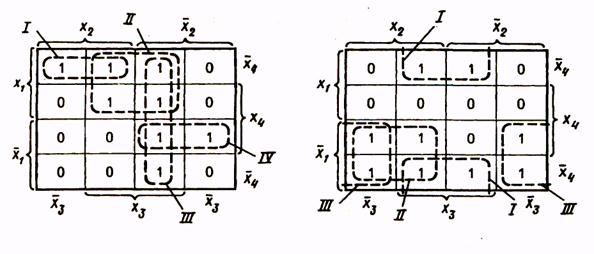 I II I
x₂ x̄₂ x₂ x̄₂
x₁ 1 1 1 0 x̄₄ x₁ 0 1 1 0 x̄₄
0 1 1 0 x₄ 0 0 0 0 x₄
x̄₁ 0 0 1 1 x̄₁ 1 1 0 1
IV
0 0 1 0 x̄₄ 1 1 1 1 x̄₄
x̄₃ x₃ x̄₃ III x̄₃ x₃ x̄₃
III II I III